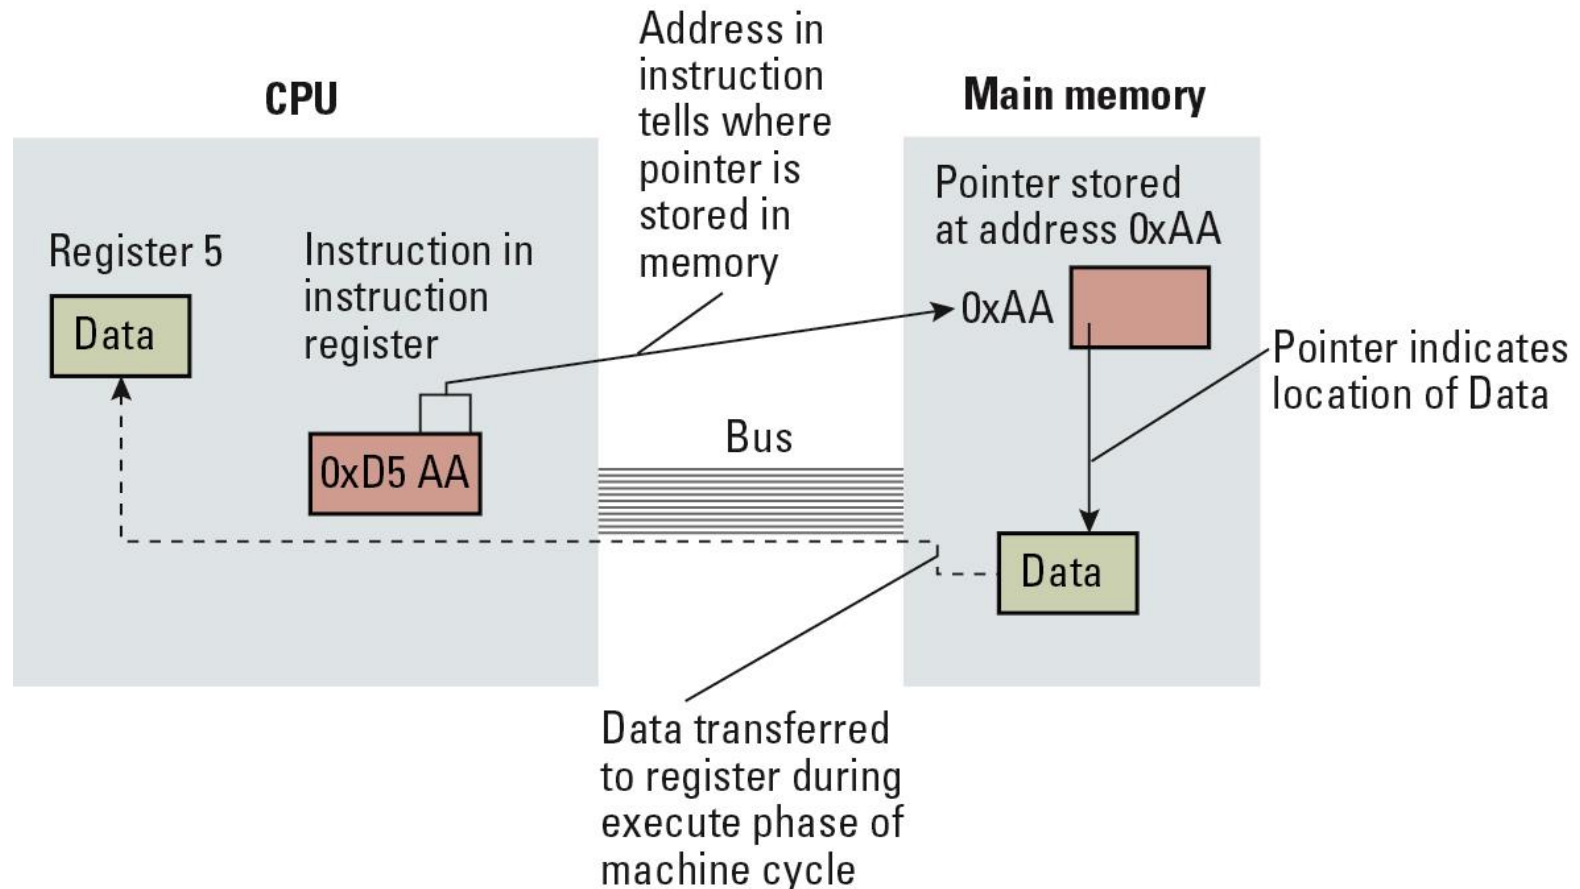 CPU
Address in
instruction
tells where
pointer is
stored in
memory
Main memory
Register 5
Data
Instruction in
instruction
register
0xD5 AA
Bus
Pointer stored
at address 0xAA
0xAA
Pointer indicates
location of Data
Data
Data transferred
to register during
execute phase of
machine cycle